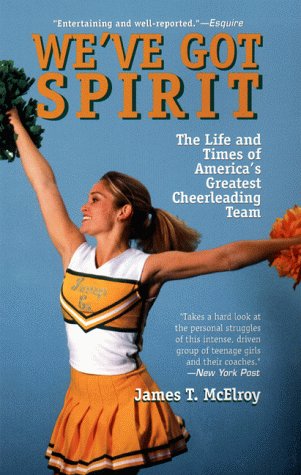 "Entertaining and well-reported."—Esquire
WE'VE GOT
SPIRIT
The Life and
Times of
America's
Greatest
Cheerleading
Team
"Takes a hard look at
the personal struggles
of this intense, driven
group of teenage girls
and their coaches."
—New York Post
James T. McElroy